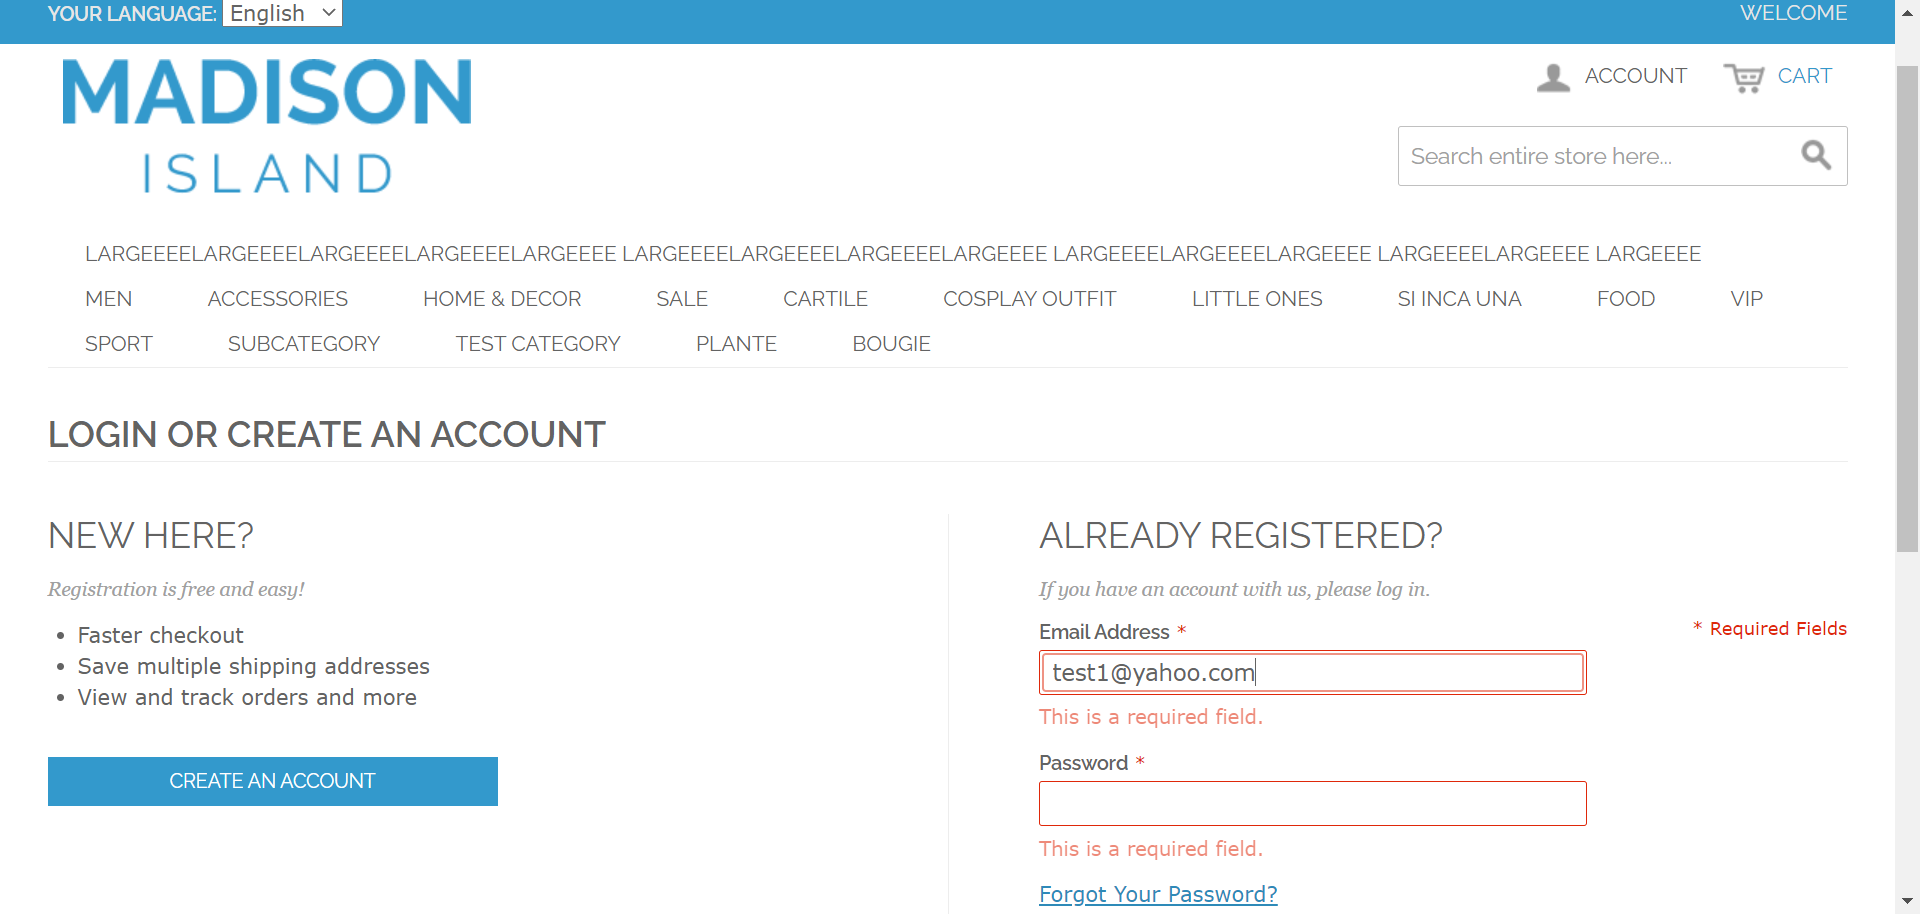 YOUR LANGUAGE: English
WELCOME
MADISON
ISLAND
ACCOUNT
CART
Search entire store here...
LARGEEEELARGEEEELARGEEEELARGEEEELARGEEEE LARGEEEELARGEEEELARGEEEELARGEEEE LARGEEEELARGEEEELARGEEEE LARGEEEELARGEEEE LARGEEEE
MEN ACCESSORIES HOME & DECOR SALE CARTILE COSPLAY OUTFIT LITTLE ONES SI INCA UNA FOOD VIP
SPORT SUBCATEGORY TEST CATEGORY PLANTE BOUGIE
LOGIN OR CREATE AN ACCOUNT
NEW HERE?
Registration is free and easy!
• Faster checkout
• Save multiple shipping addresses
• View and track orders and more
CREATE AN ACCOUNT
ALREADY REGISTERED?
If you have an account with us, please log in.
* Required Fields
Email Address *
test1@yahoo.com
This is a required field.
Password *
This is a required field.
Forgot Your Password?